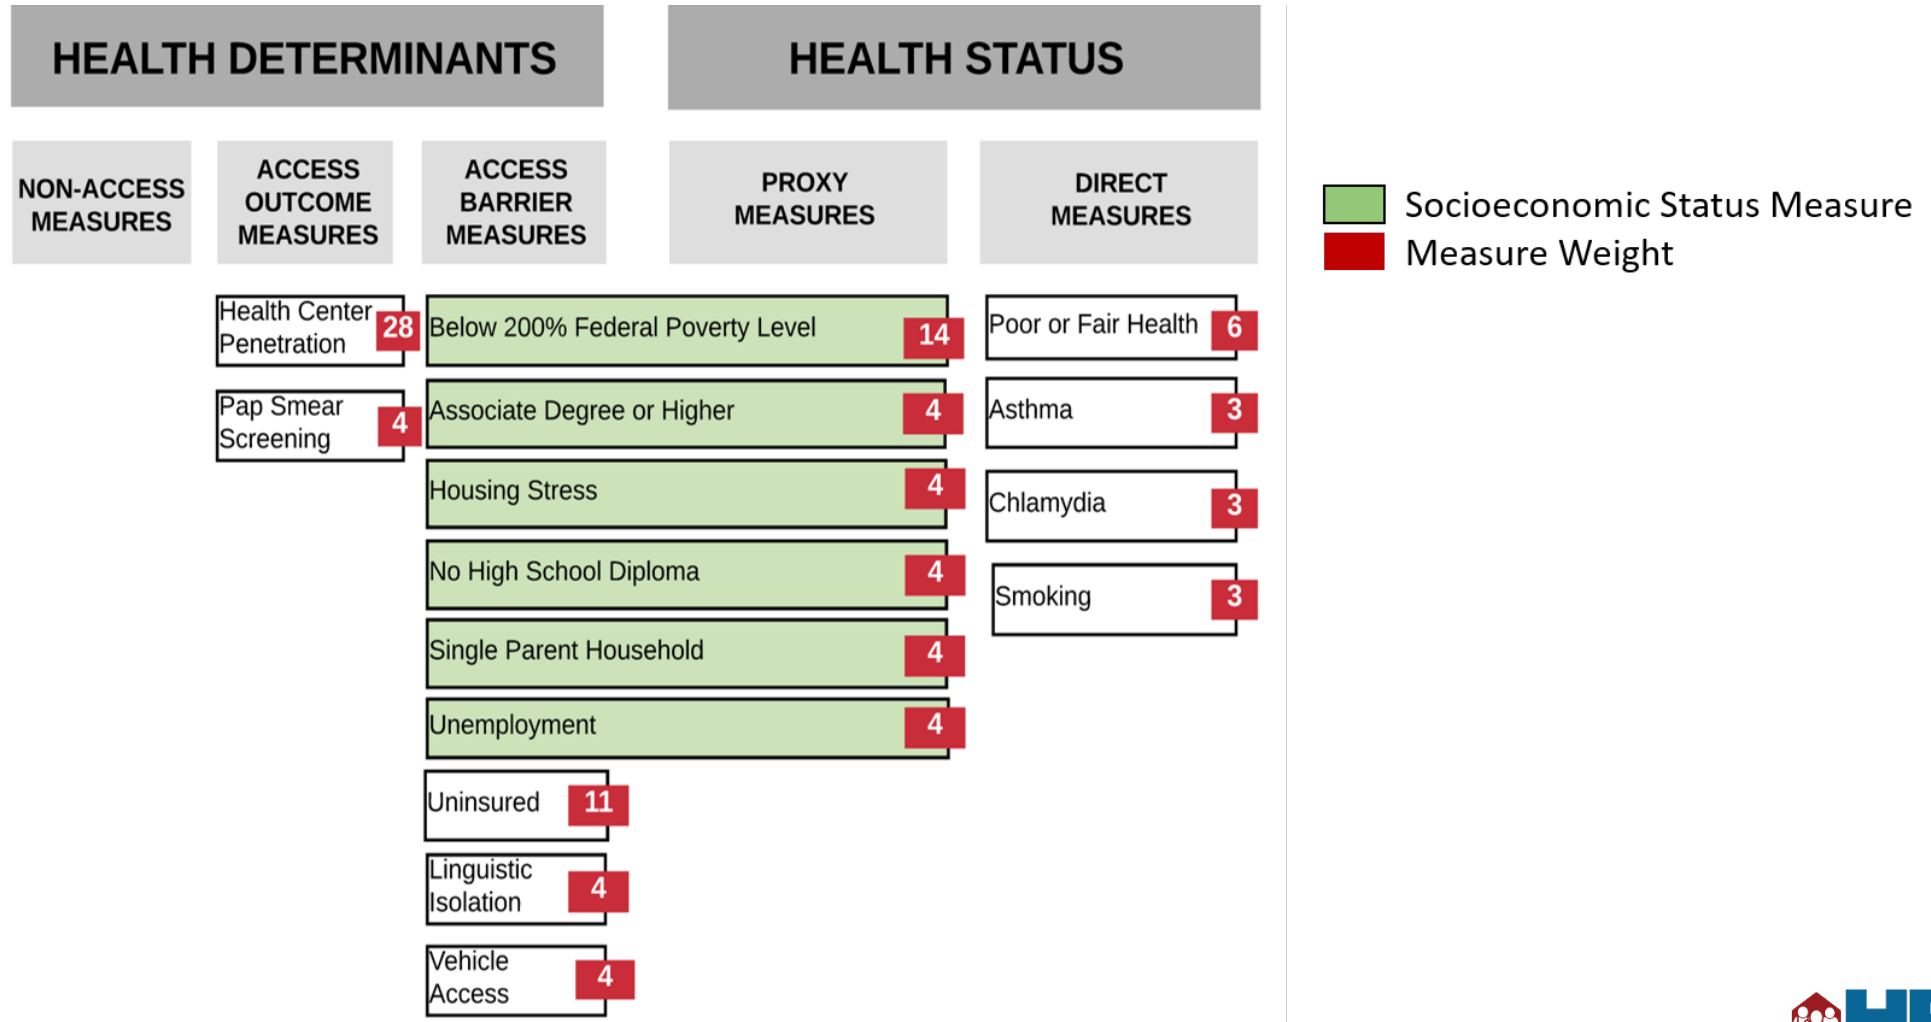 HEALTH DETERMINANTS
HEALTH STATUS
NON-ACCESS
MEASURES
ACCESS
OUTCOME
MEASURES
ACCESS
BARRIER
MEASURES
PROXY
MEASURES
DIRECT
MEASURES
Socioeconomic Status Measure
Measure Weight
Health Center
Penetration
28
Pap Smear
Screening
4
Below 200% Federal Poverty Level
14
Associate Degree or Higher
4
Housing Stress
4
No High School Diploma
4
Single Parent Household
4
Unemployment
4
Uninsured
11
Linguistic
Isolation
4
Vehicle
Access
4
Poor or Fair Health
6
Asthma
3
Chlamydia
3
Smoking
3